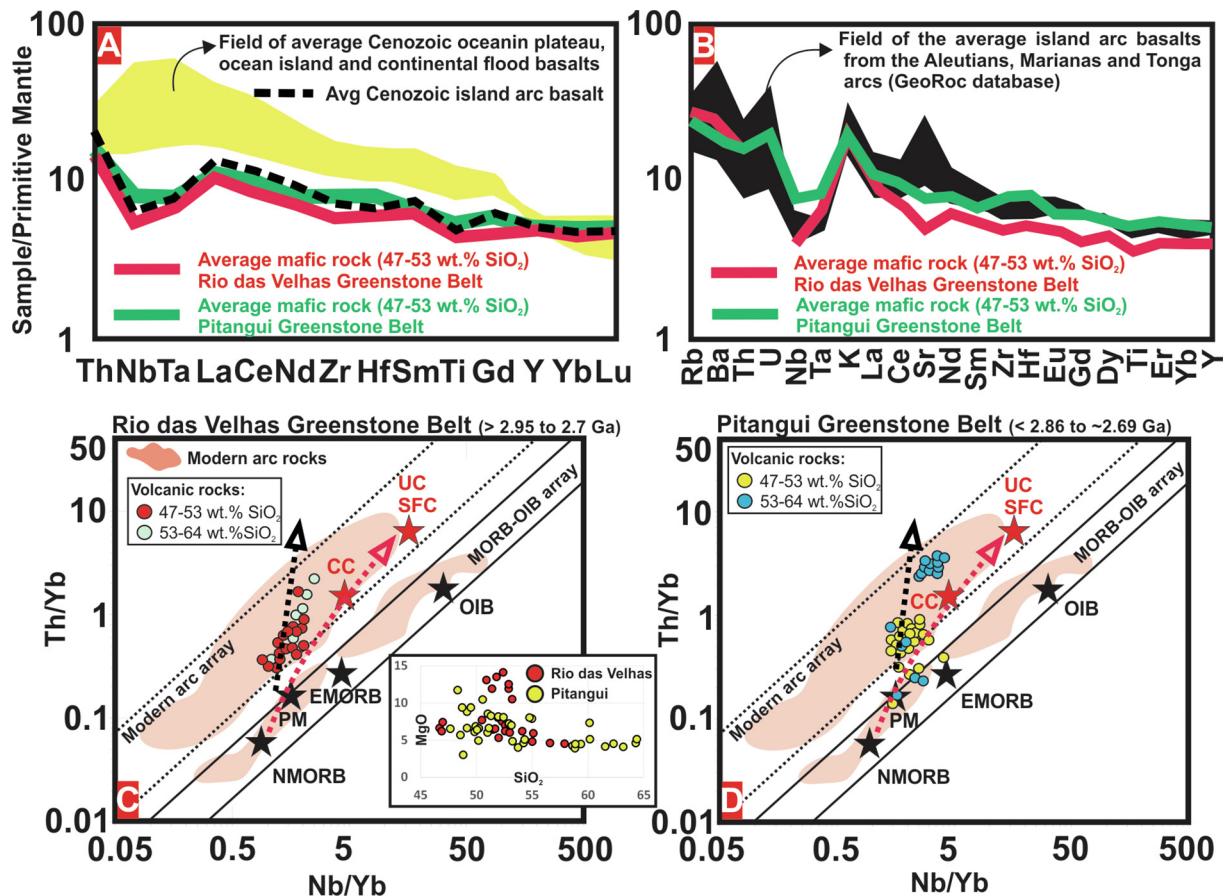 100
A
Field of average Cenozoic oceanin plateau,
ocean island and continental flood basalts
Avg Cenozoic island arc basalt
10
Sample/Primitive Mantle
Average mafic rock (47-53 wt.% SiO₂)
Rio das Velhas Greenstone Belt
Average mafic rock (47-53 wt.% SiO₂)
Pitangui Greenstone Belt
1
Th Nb Ta La Ce Nd Zr Hf Sm Ti Gd Y Yb Lu
100
B
Field of the average island arc basalts
from the Aleutians, Marianas and Tonga
arcs (GeoRoc database)
10
Average mafic rock (47-53 wt.% SiO₂)
Rio das Velhas Greenstone Belt
Average mafic rock (47-53 wt.% SiO₂)
Pitangui Greenstone Belt
1
Rb Ba Th U Nb Ta K La Ce Sr Nd Sm Zr Hf Eu Gd Dy Ti Er Yb Y
Rio das Velhas Greenstone Belt (> 2.95 to 2.7 Ga)
50
Modern arc rocks
Volcanic rocks:
47-53 wt.% SiO₂
53-64 wt.%SiO₂
UC
SFC
MORB-OIB array
10
CC
OIB
Th/Yb
1
EMORB
PM
Modern arc array
0.1
NMORB
C
0.01
0.05 0.5 5 50 500
Nb/Yb
15
Rio das Velhas
Pitangui
10
MgO
5
0
SiO₂
45 50 55 60 65
Pitangui Greenstone Belt (< 2.86 to ~2.69 Ga)
50
Volcanic rocks:
47-53 wt.% SiO₂
53-64 wt.%SiO₂
UC
SFC
MORB-OIB array
10
CC
OIB
Th/Yb
1
EMORB
PM
Modern arc array
0.1
NMORB
D
0.01
0.05 0.5 5 50 500
Nb/Yb